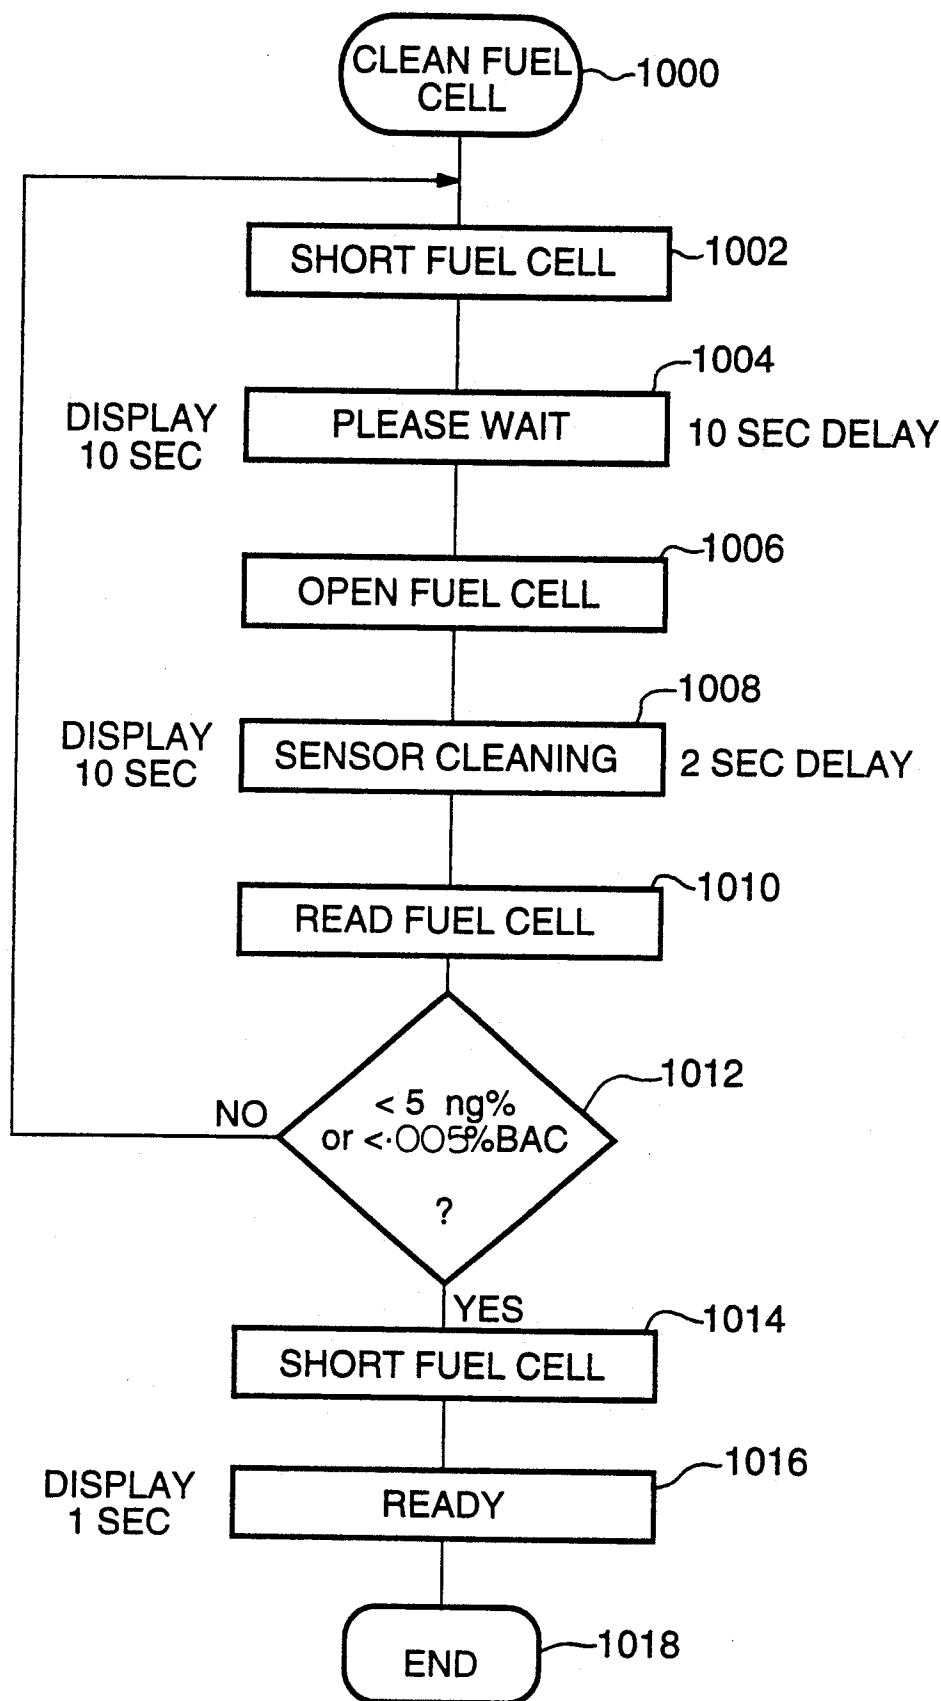 CLEAN FUEL
CELL
1000
SHORT FUEL CELL
1002
1004
DISPLAY
10 SEC
PLEASE WAIT
10 SEC DELAY
1006
OPEN FUEL CELL
1008
DISPLAY
10 SEC
SENSOR CLEANING
2 SEC DELAY
1010
READ FUEL CELL
1012
NO
< 5 ng%
or <.005%BAC
?
YES
1014
SHORT FUEL CELL
1016
DISPLAY
1 SEC
READY
1018
END